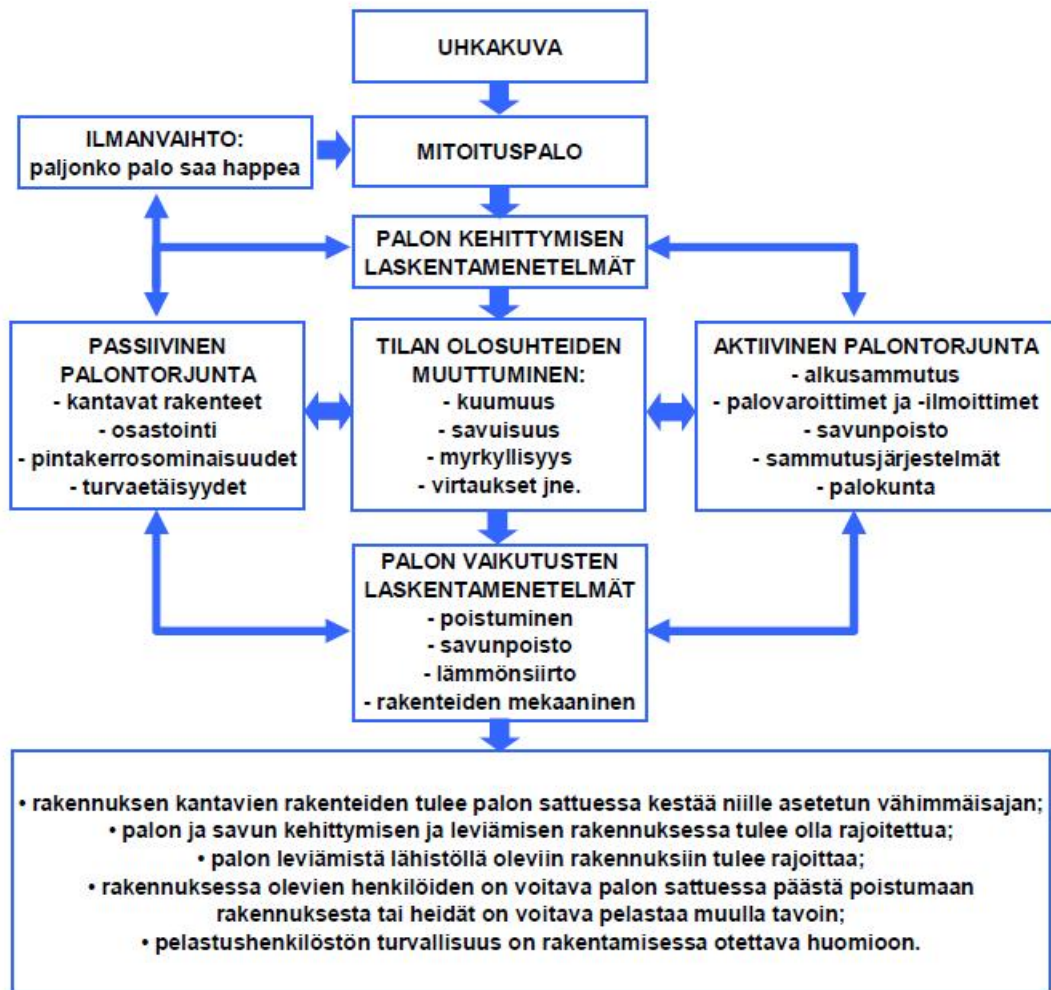 UHKAKUVA
ILMANVAIHTO:
paljonko palo saa happea
MITOITUSPALO
PALON KEHITTYMISEN
LASKENTAMENETELMÄT
PASSIIVINEN
PALONTORJUNTA
- kantavat rakenteet
- osastointi
- pintakerrosominaisuudet
- turvaetäisyydet
TILAN OLOSUHTEIDEN
MUUTTUMINEN:
- kuumuus
- savuisuus
- myrkyllisyys
- virtaukset jne.
AKTIIVINEN PALONTORJUNTA
- alkusammutus
- palovaroittimet ja -ilmoittimet
- savunpoisto
- sammutusjärjestelmät
- palokunta
PALON VAIKUTUSTEN
LASKENTAMENETELMÄT
- poistuminen
- savunpoisto
- lämmönsiirto
- rakenteiden mekaaninen
• rakennuksen kantavien rakenteiden tulee palon sattuessa kestää niille asetetun vähimmäisajan;
• palon ja savun kehittymisen ja leviämisen rakennuksessa tulee olla rajoitettua;
• palon leviämistä lähistöllä oleviin rakennuksiin tulee rajoittaa;
• rakennuksessa olevien henkilöiden on voitava palon sattuessa päästä poistumaan
rakennuksesta tai heidät on voitava pelastaa muulla tavoin;
• pelastushenkilöstön turvallisuus on rakentamisessa otettava huomioon.